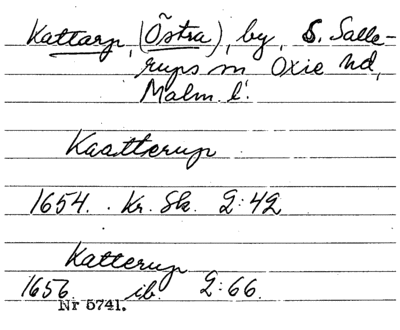 Kattarp, (Östra), by, S. Salle-
rups sn Oxie hd,
Malm. l.
Kaatterup
1654. Kr. Sk. 2:42
Katterup
1656. ib. 2:66.
Nr 5741.